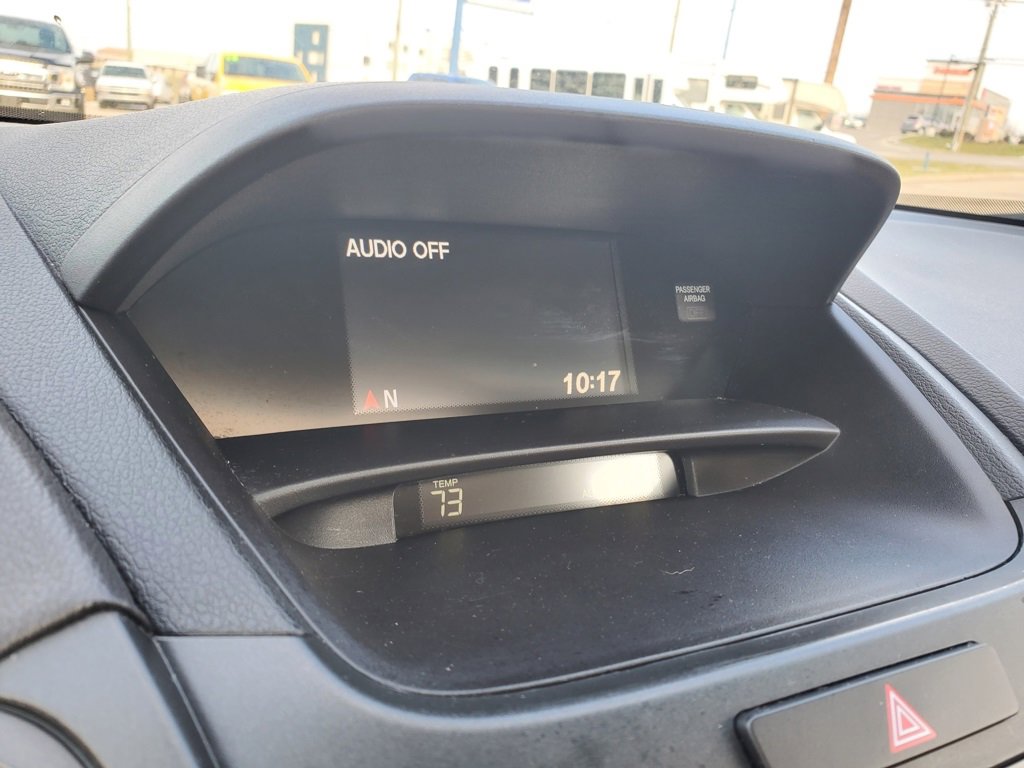 AUDIO OFF
PASSENGER
AIRBAG
N
10:17
TEMP
73